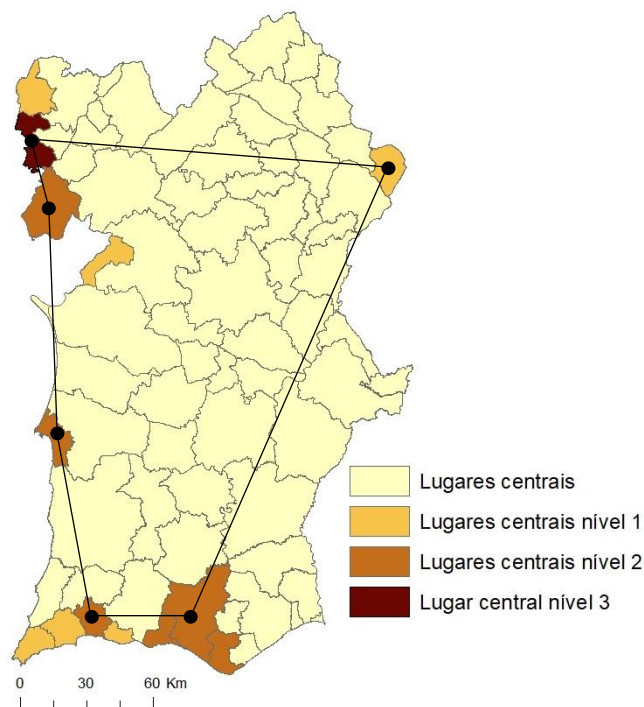 Lugares centrais
Lugares centrais nível 1
Lugares centrais nível 2
Lugar central nível 3
0 30 60 Km